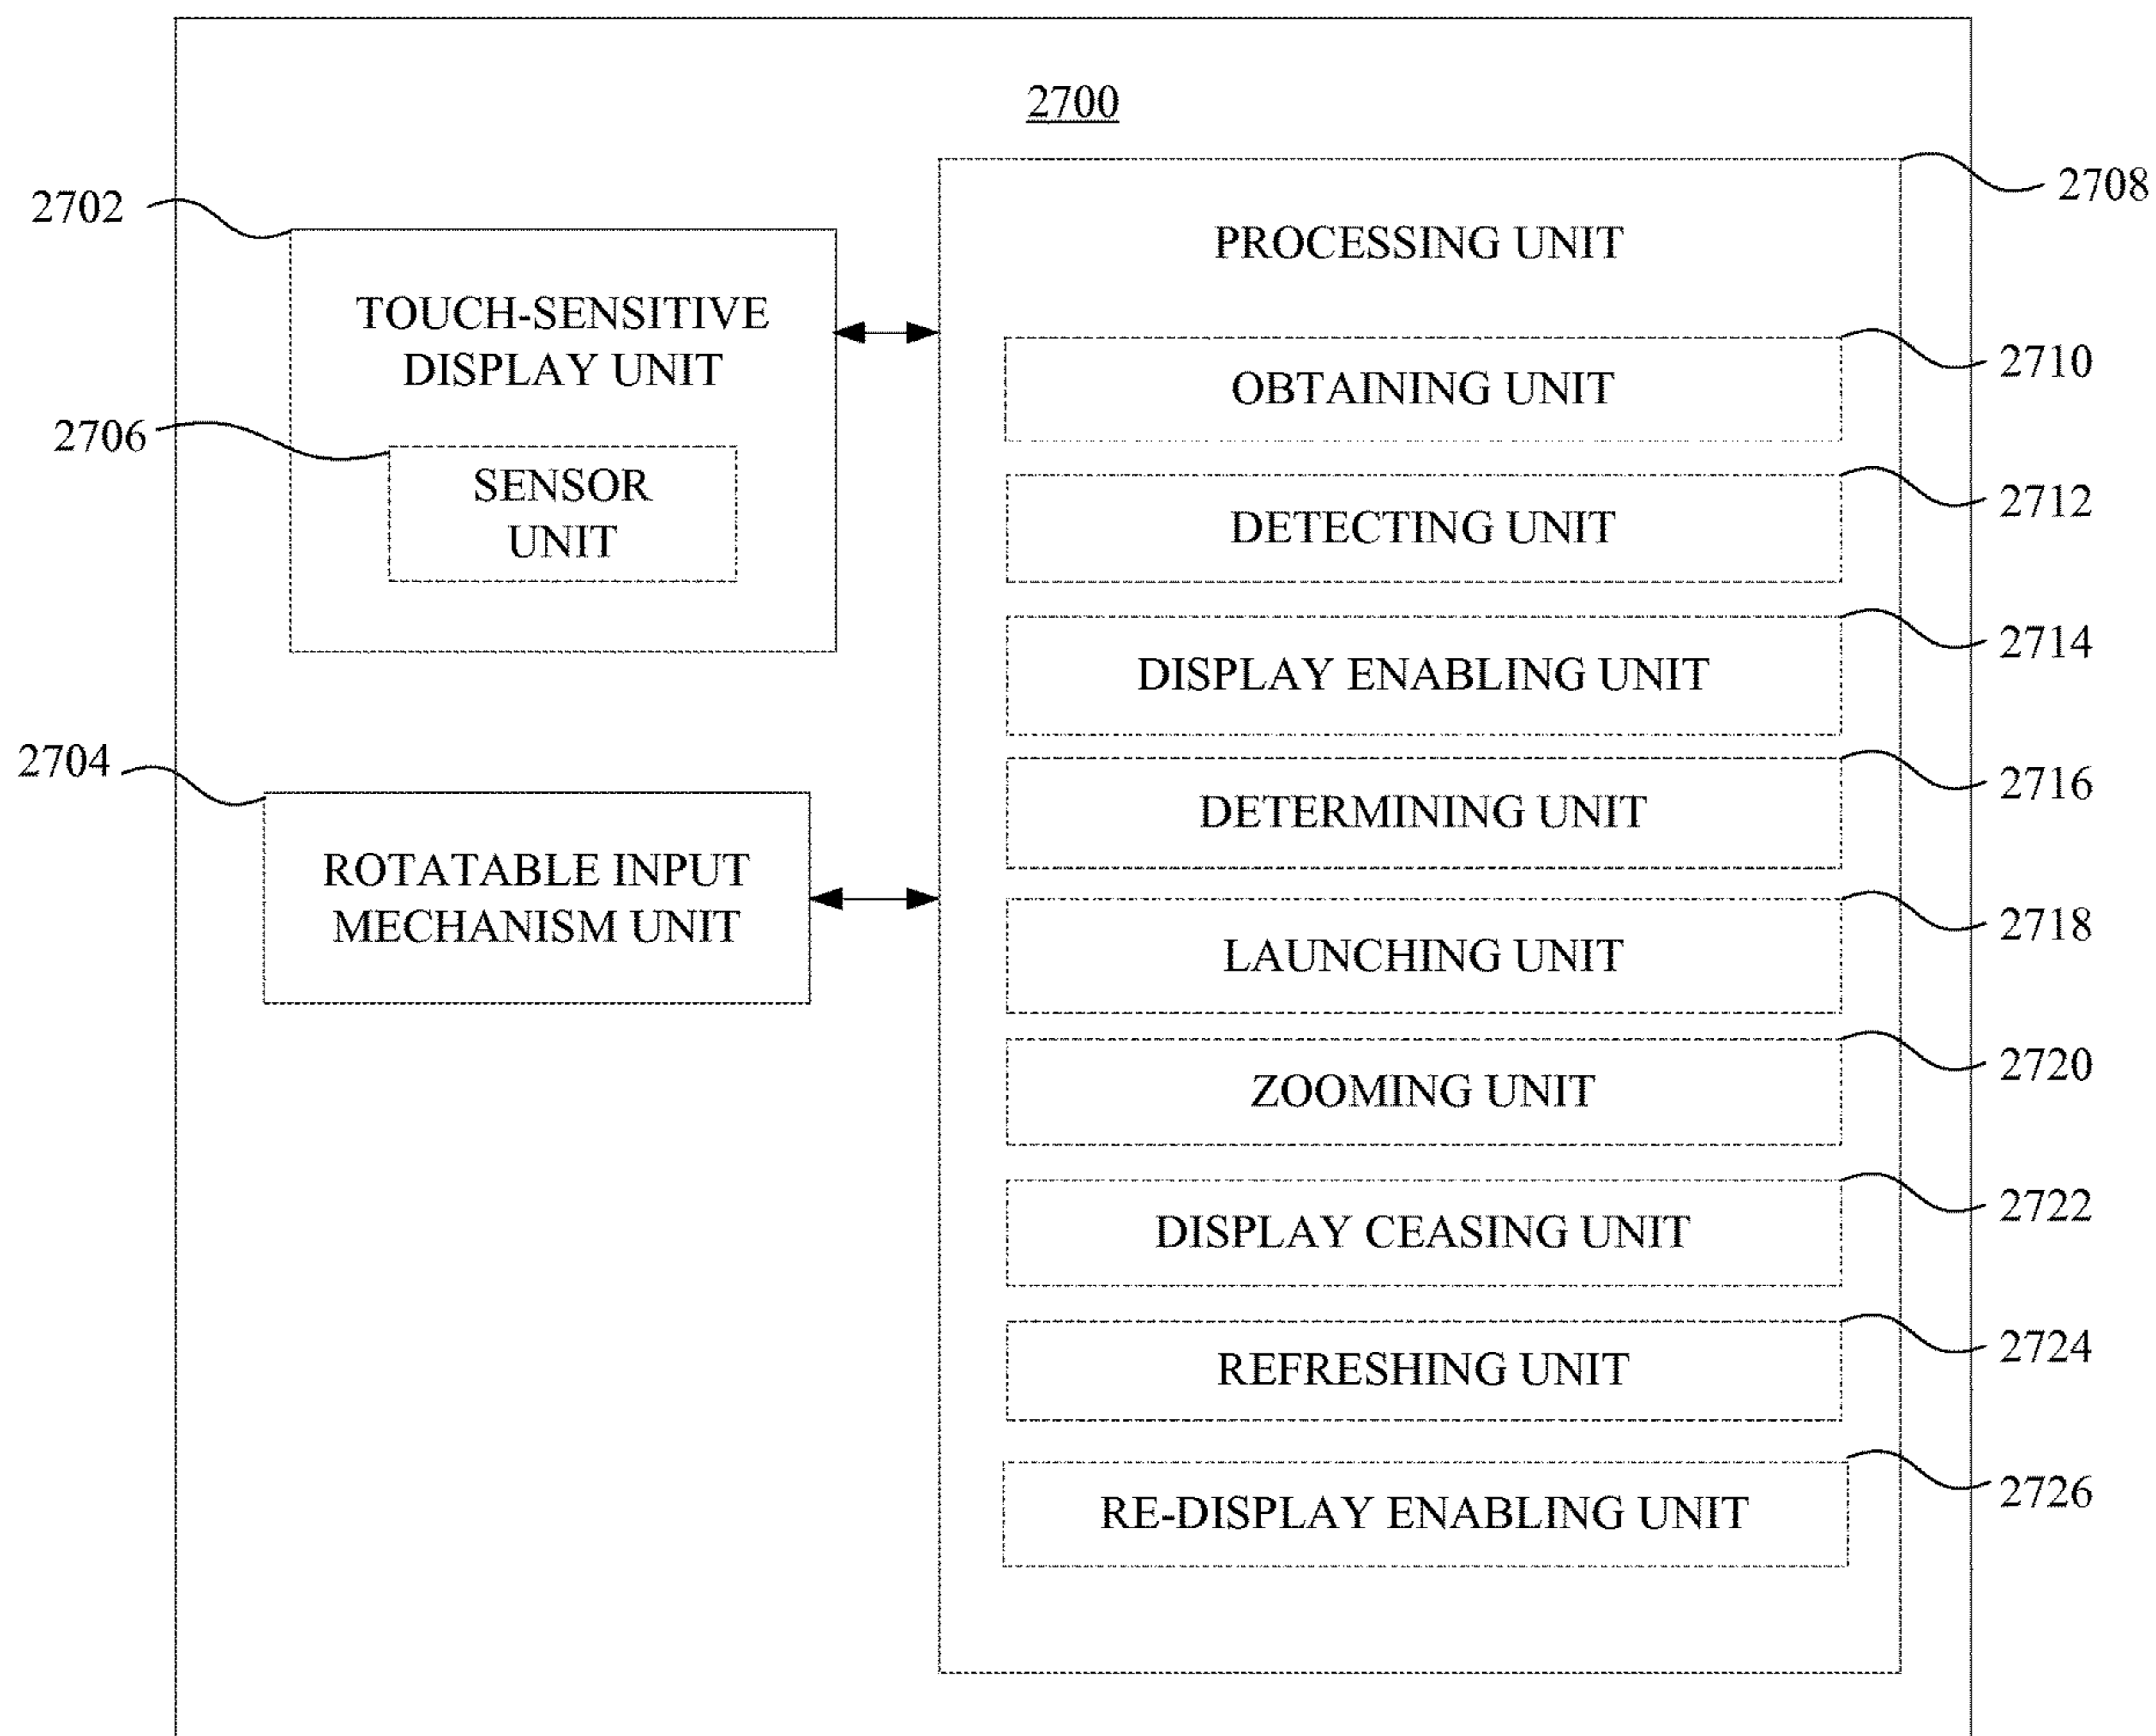 2700
2708
2702
PROCESSING UNIT
TOUCH-SENSITIVE
DISPLAY UNIT
2710
OBTAINING UNIT
2706
SENSOR
UNIT
2712
DETECTING UNIT
2714
DISPLAY ENABLING UNIT
2704
2716
DETERMINING UNIT
ROTATABLE INPUT
MECHANISM UNIT
2718
LAUNCHING UNIT
2720
ZOOMING UNIT
2722
DISPLAY CEASING UNIT
2724
REFRESHING UNIT
2726
RE-DISPLAY ENABLING UNIT